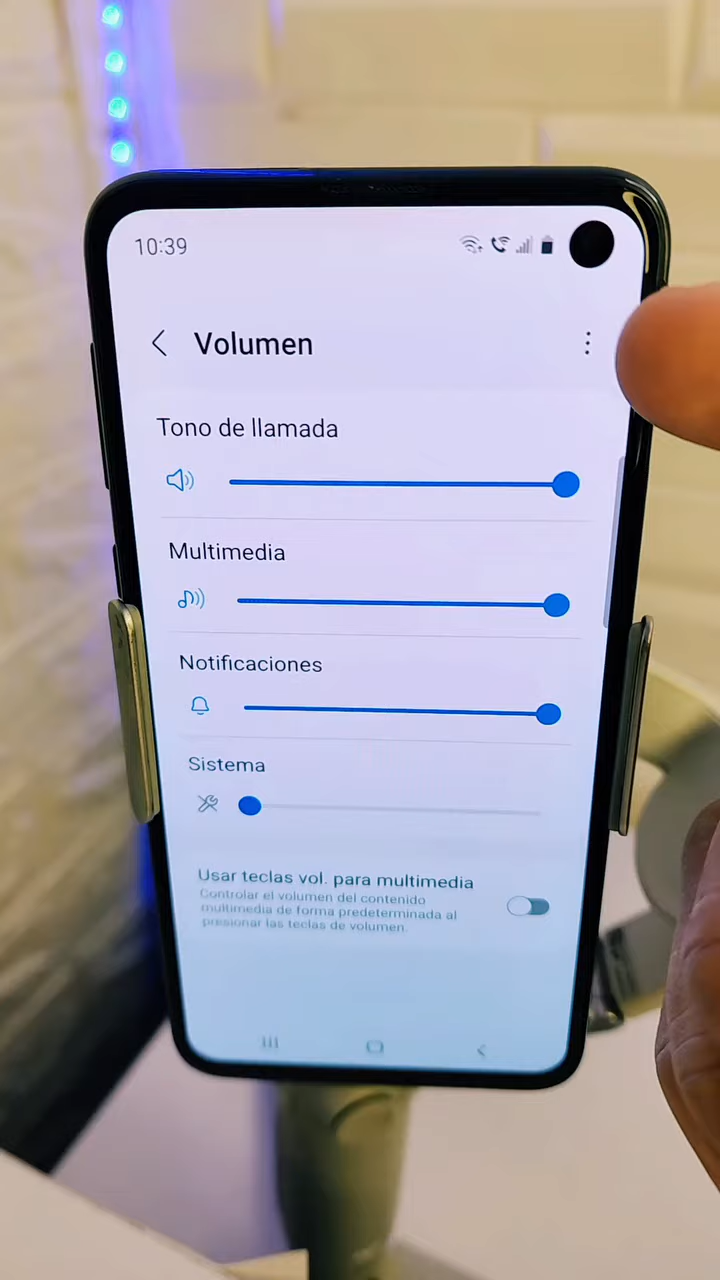 10:39
Volumen
Tono de llamada
Multimedia
Notificaciones
Sistema
Usar teclas vol. para multimedia
Controlar el volumen del contenido
multimedia de forma predeterminada al
presionar las teclas de volumen.